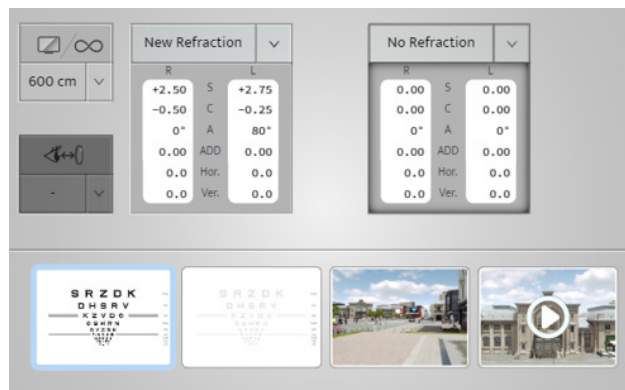 New Refraction
No Refraction
600 cm
R L
+2.50 S +2.75
-0.50 C -0.25
0° A 80°
0.00 ADD 0.00
0.0 Hor. 0.0
0.0 Ver. 0.0
-
R L
0.00 S 0.00
0.00 C 0.00
0° A 0°
0.00 ADD 0.00
0.0 Hor. 0.0
0.0 Ver. 0.0
S R Z D K
D H S R V
K Z V D C
S R Z D K
D H S R V